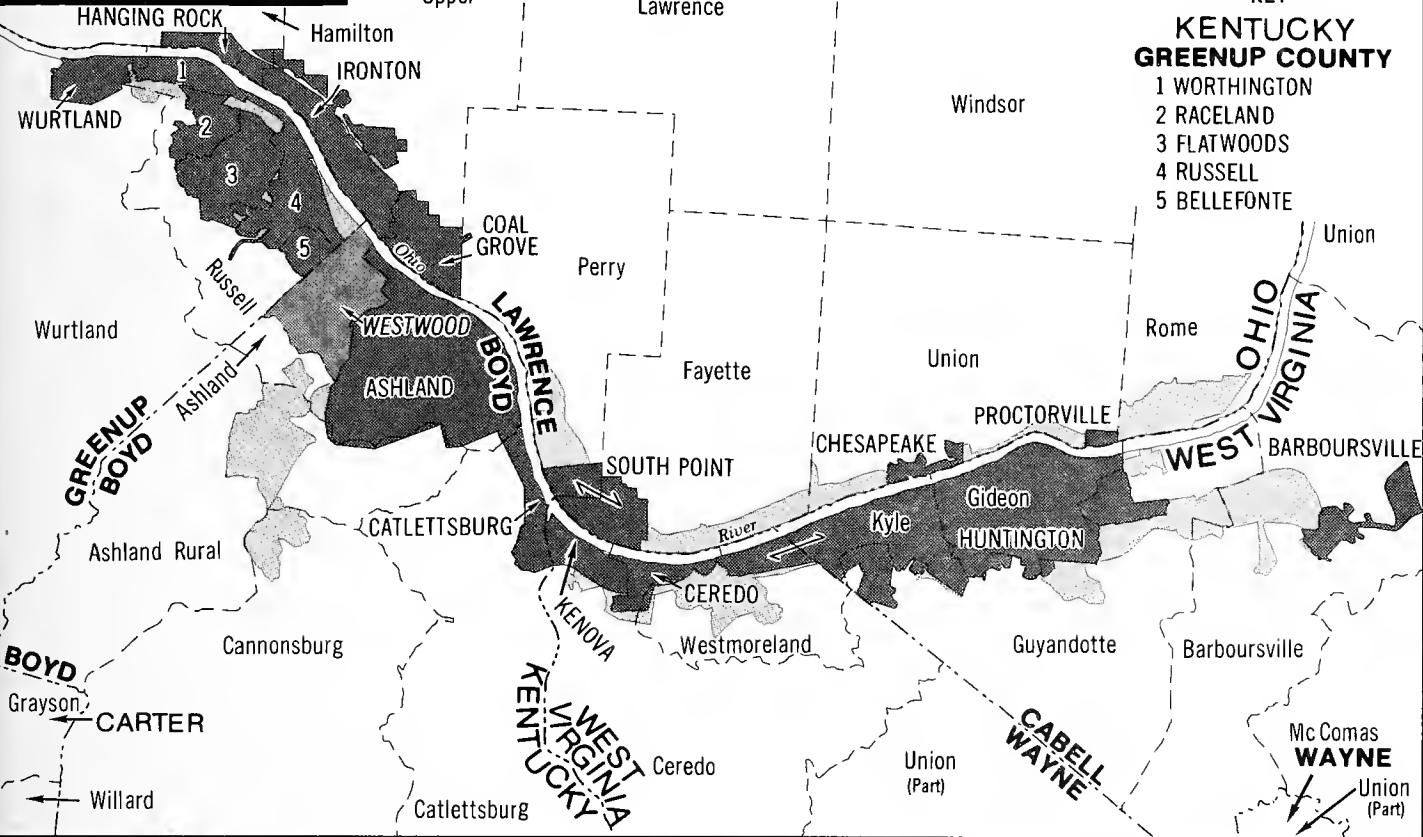 Upper
Lawrence
KEY
HANGING ROCK
Hamilton
IRONTON
KENTUCKY
GREENUP COUNTY
1 WORTHINGTON
2 RACELAND
3 FLATWOODS
4 RUSSELL
5 BELLEFONTE
WURTLAND
1
2
3
4
5
Windsor
COAL
GROVE
Ohio
Perry
Union
Russell
Wurtland
WESTWOOD
LAWRENCE
BOYD
Rome
OHIO
WEST VIRGINIA
Ashland
ASHLAND
Fayette
Union
GREENUP
BOYD
PROCTORVILLE
CHESAPEAKE
BARBOURSVILLE
SOUTH POINT
Gideon
Kyle
HUNTINGTON
CATLETTSBURG
River
Ashland Rural
CEREDO
KENOVA
Cannonsburg
Westmoreland
Guyandotte
Barboursville
BOYD
Grayson
CARTER
WEST
VIRGINIA
KENTUCKY
Ceredo
CABELL
WAYNE
Mc Comas
WAYNE
Union
(Part)
Union
(Part)
Willard
Catlettsburg